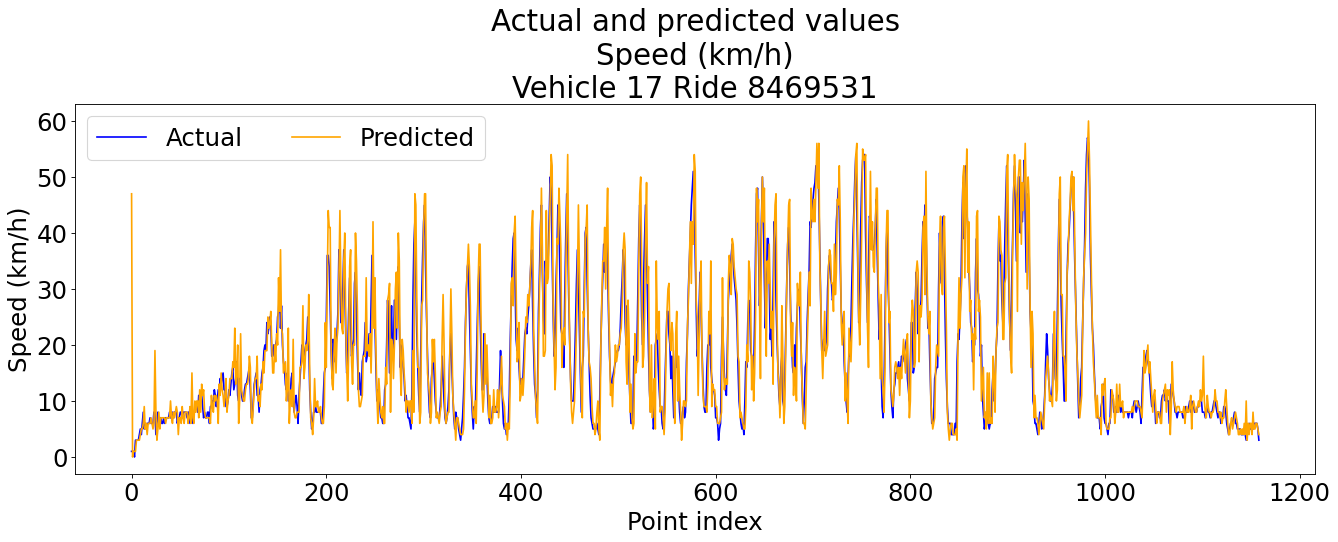 Actual and predicted values
Speed (km/h)
Vehicle 17 Ride 8469531
Actual
Predicted
60
50
40
30
20
10
0
Speed (km/h)
0 200 400 600 800 1000 1200
Point index